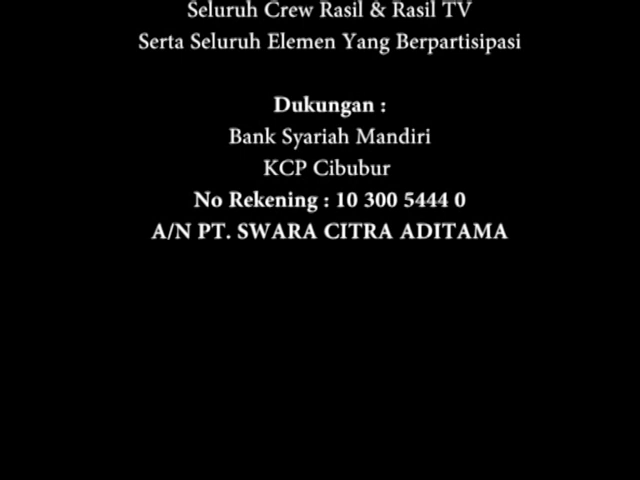 Seluruh Crew Rasil & Rasil TV
Serta Seluruh Elemen Yang Berpartisipasi
Dukungan :
Bank Syariah Mandiri
KCP Cibubur
No Rekening : 10 300 5444 0
A/N PT. SWARA CITRA ADITAMA